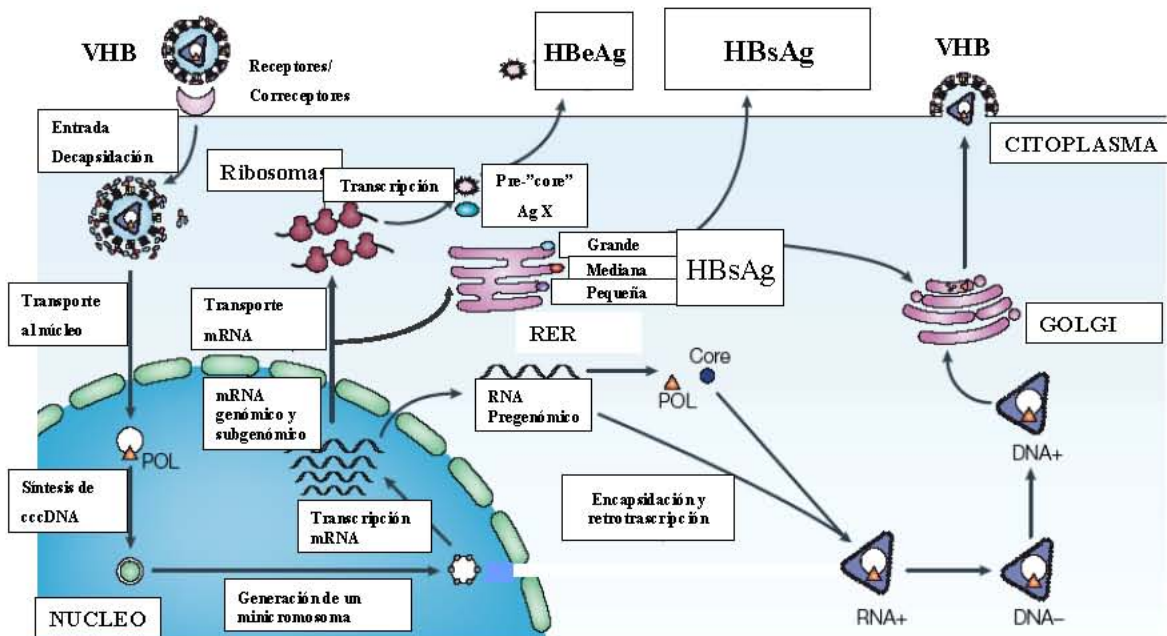 VHB
Receptores/
Correceptores
HBeAg
HBsAg
VHB
Entrada
Decapsidación
CITOPLASMA
Ribosomas
Transcripción
Pre-”core”
Ag X
Grande
Mediana
Pequeña
HBsAg
Transporte
al núcleo
Transporte
mRNA
RER
GOLGI
mRNA
genómico y
subgenómico
RNA
Pregenómico
POL
Core
POL
DNA+
Síntesis de
cccDNA
Transcripción
mRNA
Encapsidación y
retrotrascripción
NUCLEO
Generación de un
minicromosoma
RNA+
DNA–